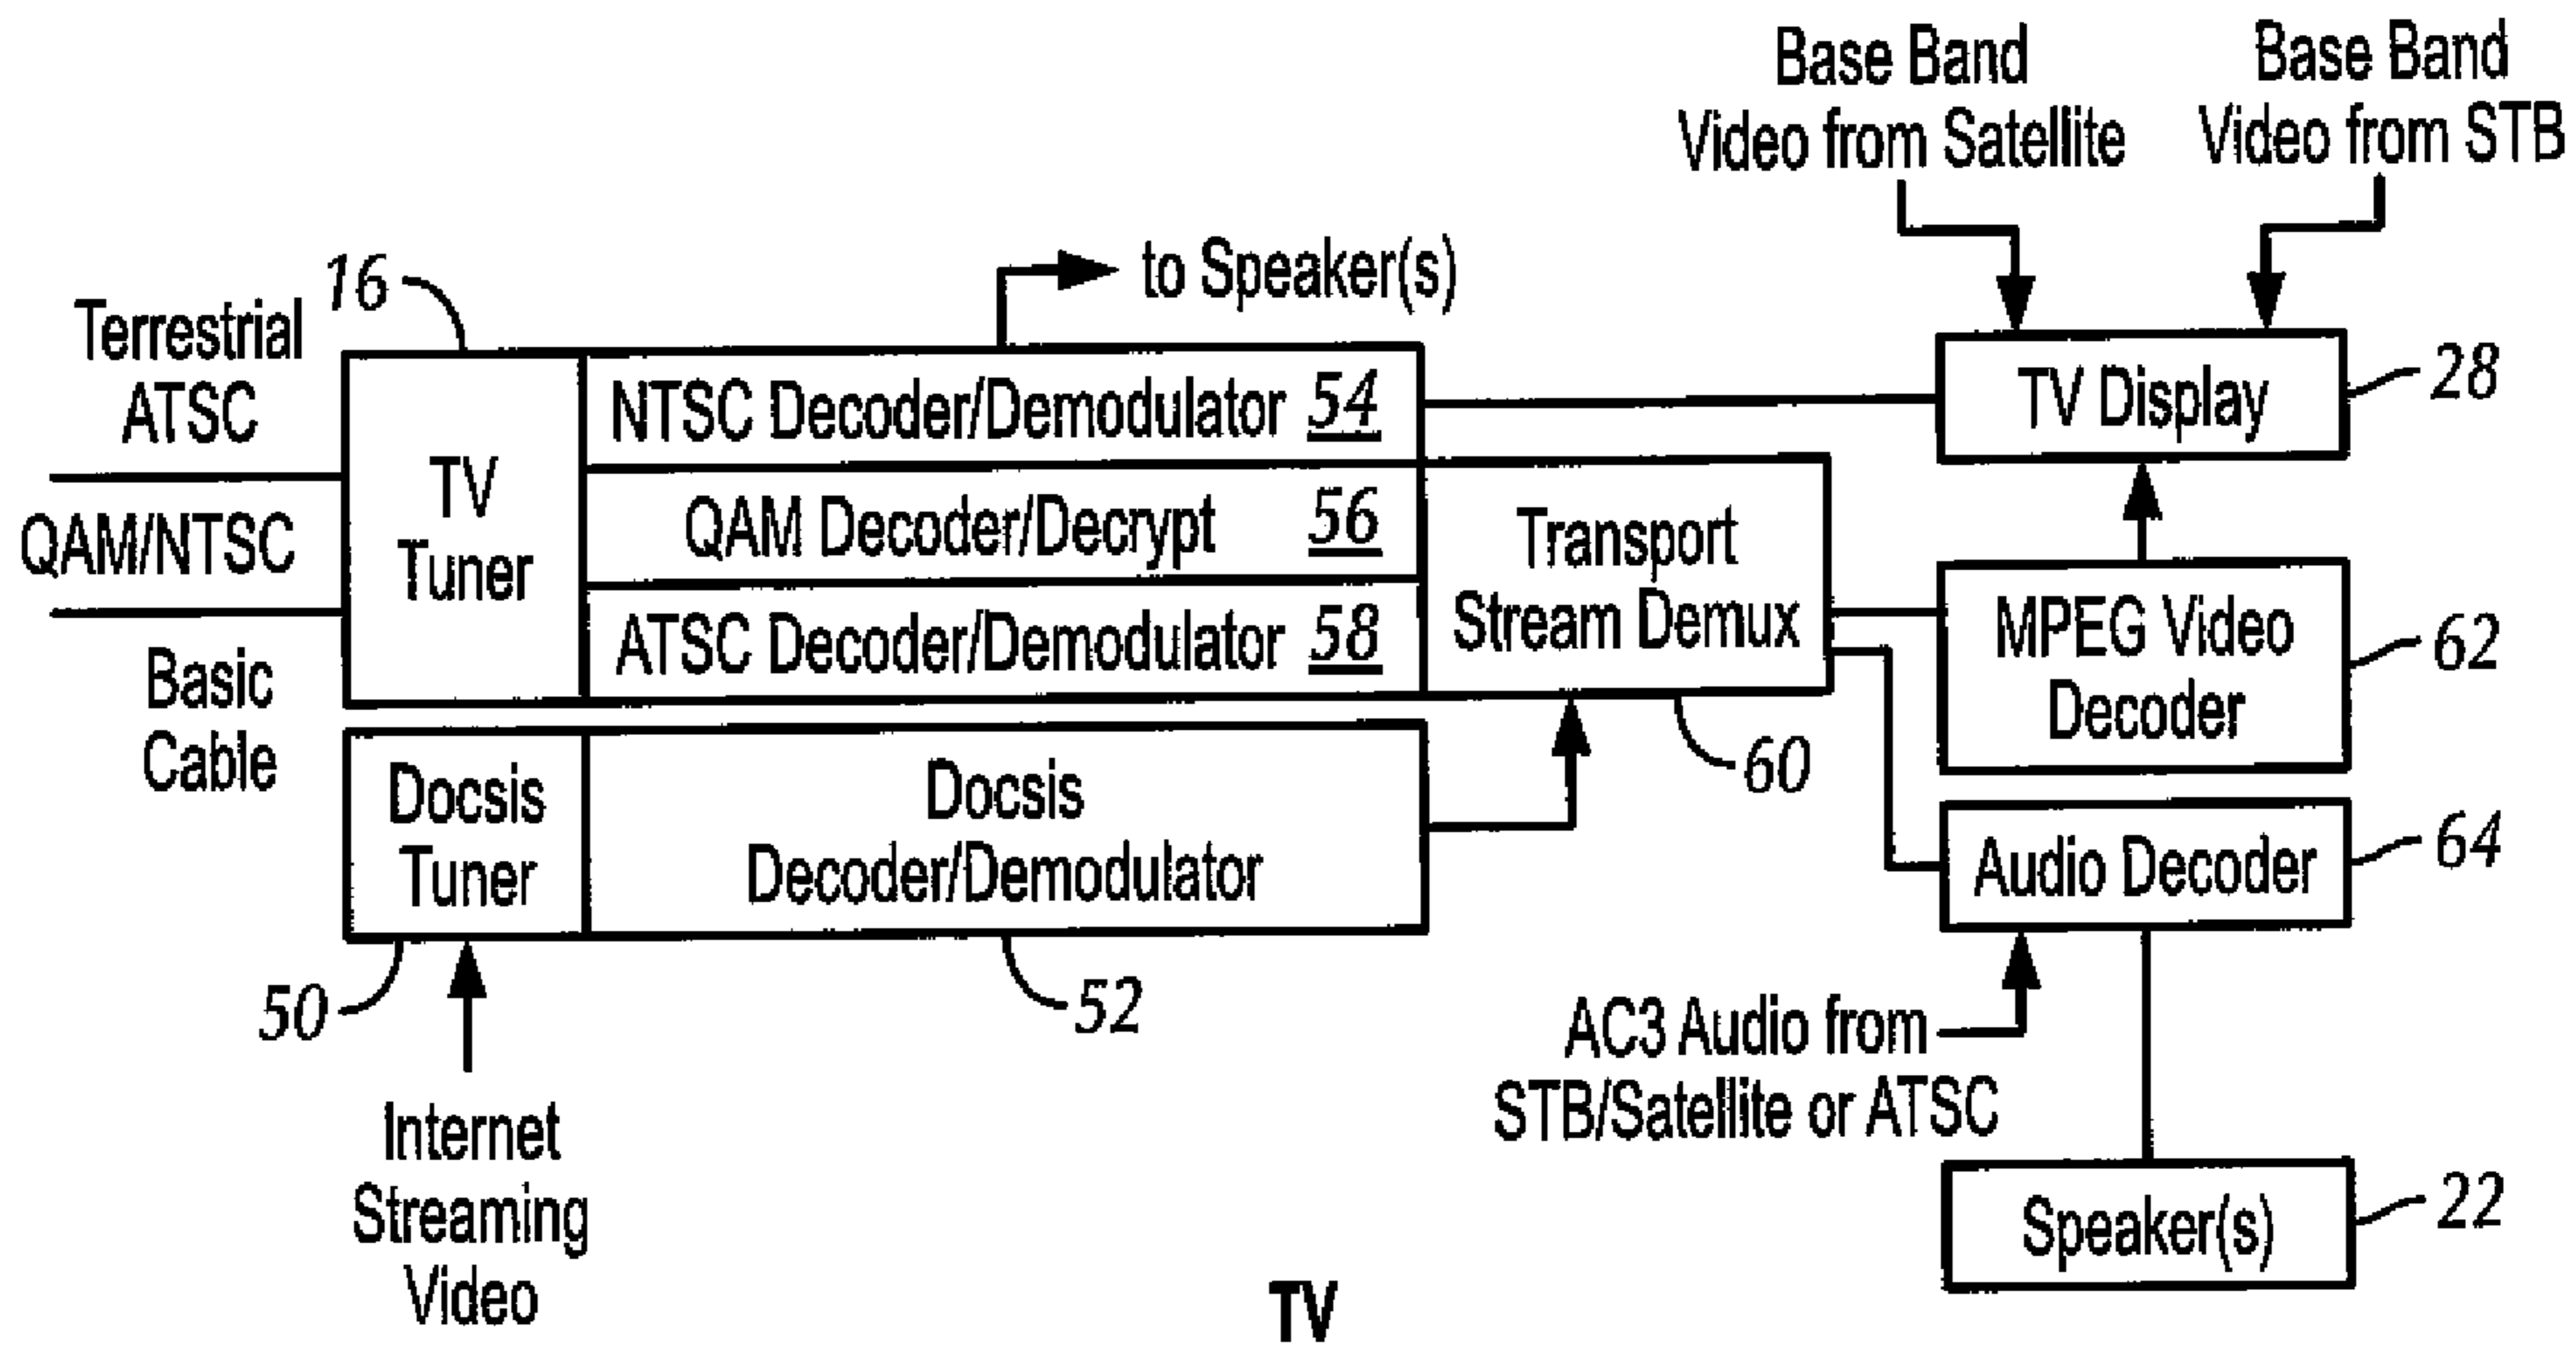 Base Band
Video from Satellite
Base Band
Video from STB
to Speaker(s)
16
Terrestrial
ATSC
QAM/NTSC
Basic
Cable
TV
Tuner
NTSC Decoder/Demodulator 54
QAM Decoder/Decrypt 56
ATSC Decoder/Demodulator 58
Transport
Stream Demux
60
TV Display
28
MPEG Video
Decoder
62
Docsis
Tuner
50
Docsis
Decoder/Demodulator
52
Audio Decoder
64
Internet
Streaming
Video
AC3 Audio from
STB/Satellite or ATSC
Speaker(s)
22
TV